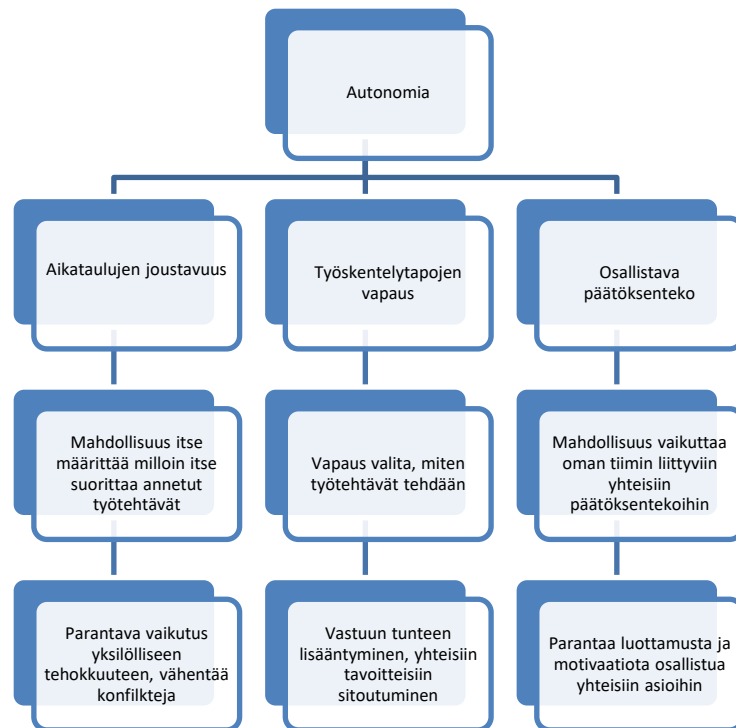 Autonomia
Aikataulujen joustavuus
Työskentelytapojen
vapaus
Osallistava
päätöksenteko
Mahdollisuus itse
määrittää milloin itse
suorittaa annetut
työtehtävät
Vapaus valita, miten
työtehtävät tehdään
Mahdollisuus vaikuttaa
oman tiimin liittyviin
yhteisiin
päätöksentekoihin
Parantava vaikutus
yksilölliseen
tehokkuuteen, vähentää
konfilkteja
Vastuun tunteen
lisääntyminen, yhteisiin
tavoitteisiin
sitoutuminen
Parantaa luottamusta ja
motivaatiota osallistua
yhteisiin asioihin